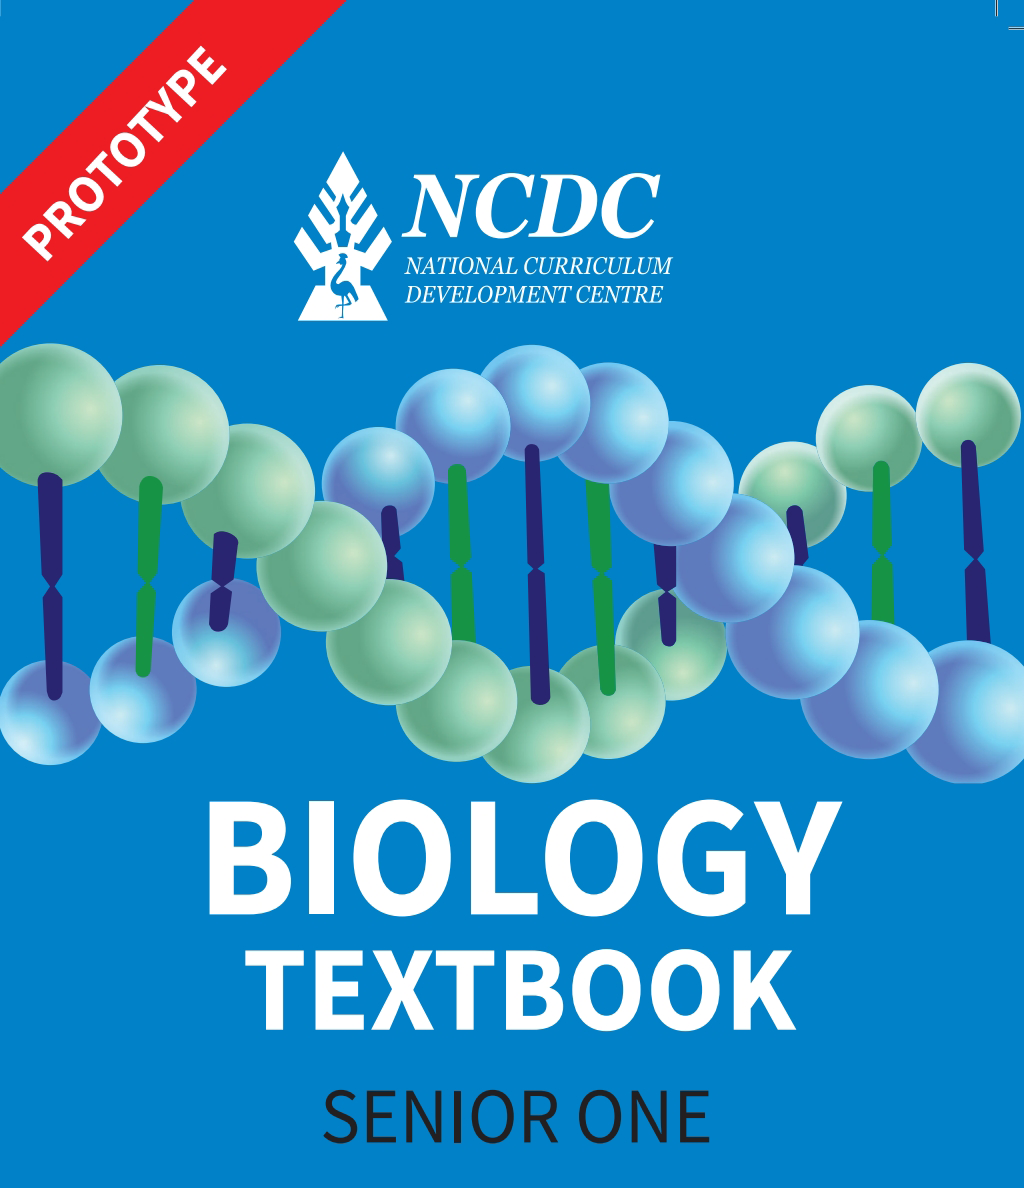 PROTOTYPE
NCDC
NATIONAL CURRICULUM
DEVELOPMENT CENTRE
BIOLOGY
TEXTBOOK
SENIOR ONE